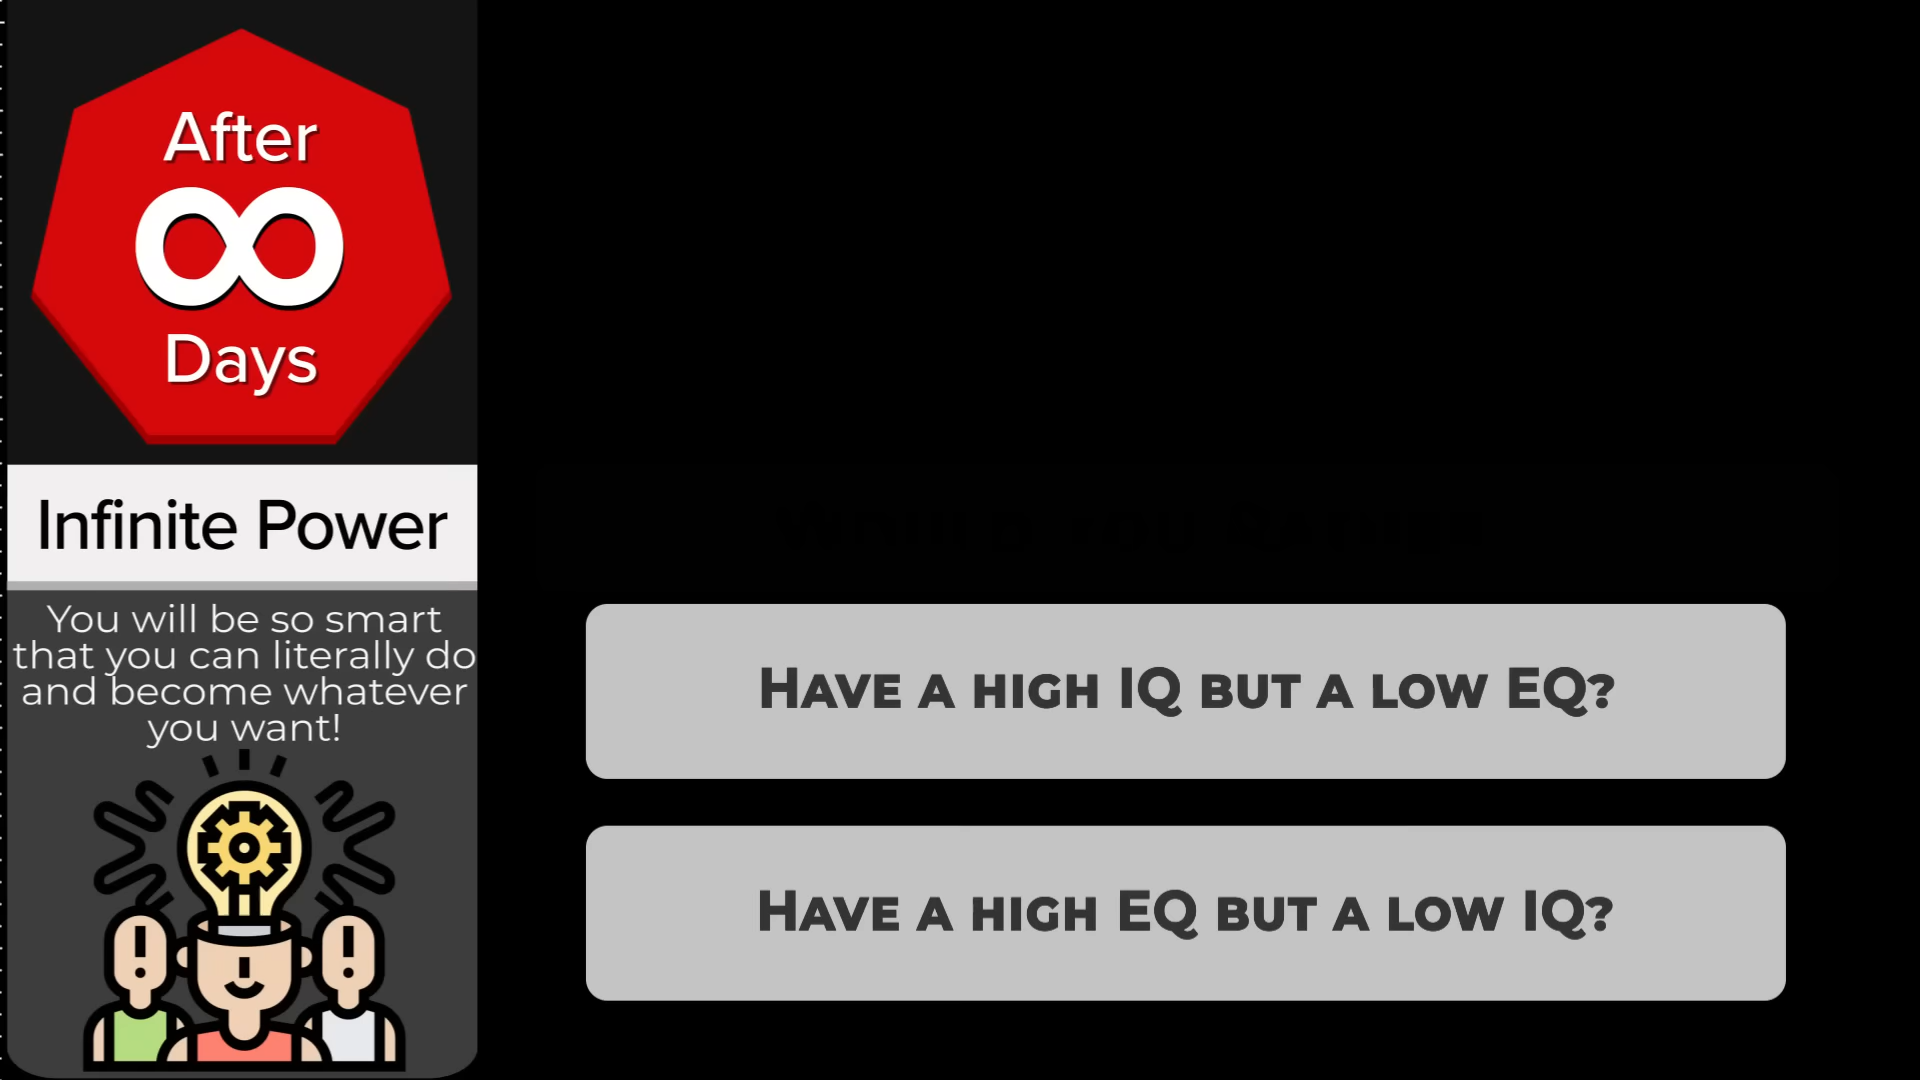 After
∞
Days
Infinite Power
You will be so smart
that you can literally do
and become whatever
you want!
Have a high IQ but a low EQ?
Have a high EQ but a low IQ?